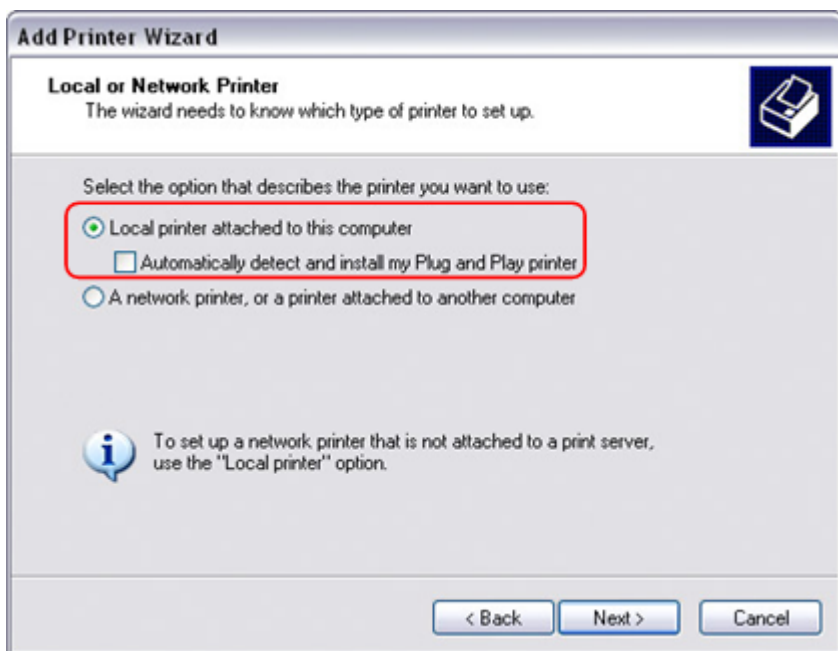 Add Printer Wizard
Local or Network Printer
The wizard needs to know which type of printer to set up.
Select the option that describes the printer you want to use:
Local printer attached to this computer
Automatically detect and install my Plug and Play printer
A network printer, or a printer attached to another computer
To set up a network printer that is not attached to a print server,
use the "Local printer" option.
< Back Next > Cancel